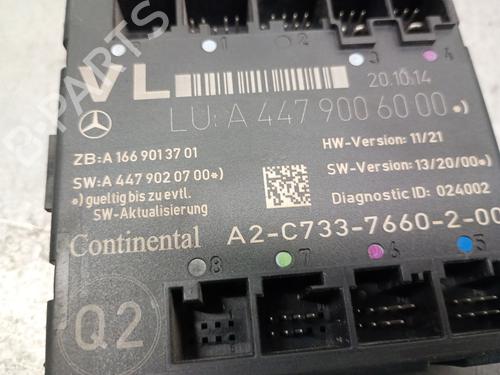 1 2 3 4
VL
20.10.14
LU: A 447 900 60 00 *)
ZB: A 166 901 37 01
HW-Version: 11/21
SW: A 447 902 07 00*)
SW-Version: 13/20/00*)
*) gueltig bis zu evtl.
SW-Aktualisierung
Diagnostic ID: 024002
Continental A2-C733-7660-2-00
8 7 6 5
Q2